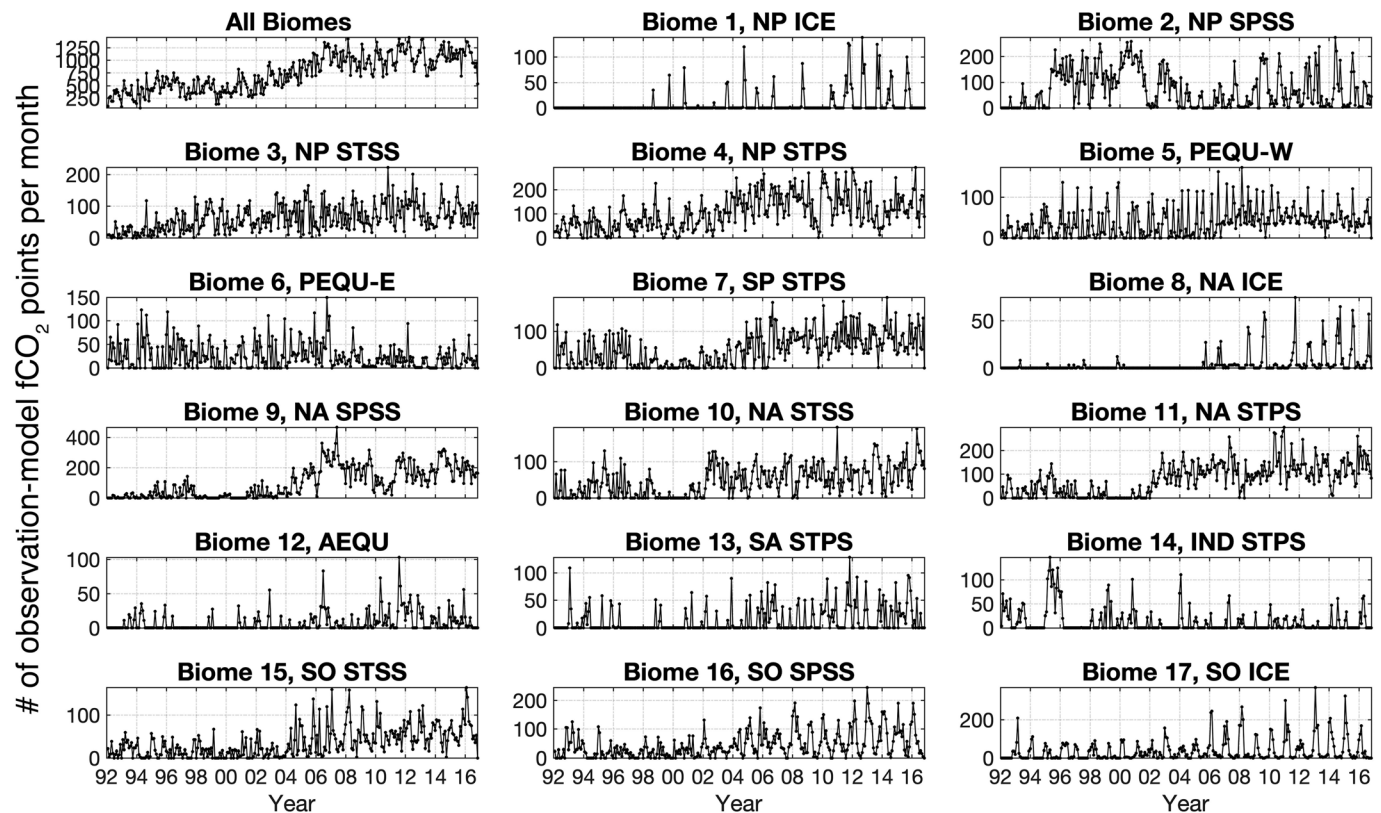 # of observation-model fCO2 points per month
All Biomes
1250
1000
750
500
250
Biome 1, NP ICE
100
50
0
Biome 2, NP SPSS
200
100
0
Biome 3, NP STSS
200
100
0
Biome 4, NP STPS
200
100
0
Biome 5, PEQU-W
100
0
Biome 6, PEQU-E
150
100
50
0
Biome 7, SP STPS
100
0
Biome 8, NA ICE
50
0
Biome 9, NA SPSS
400
200
0
Biome 10, NA STSS
100
0
Biome 11, NA STPS
200
100
0
Biome 12, AEQU
100
50
0
Biome 13, SA STPS
100
50
0
Biome 14, IND STPS
100
50
0
Biome 15, SO STSS
100
0
92 94 96 98 00 02 04 06 08 10 12 14 16
Year
Biome 16, SO SPSS
200
100
0
92 94 96 98 00 02 04 06 08 10 12 14 16
Year
Biome 17, SO ICE
200
0
92 94 96 98 00 02 04 06 08 10 12 14 16
Year